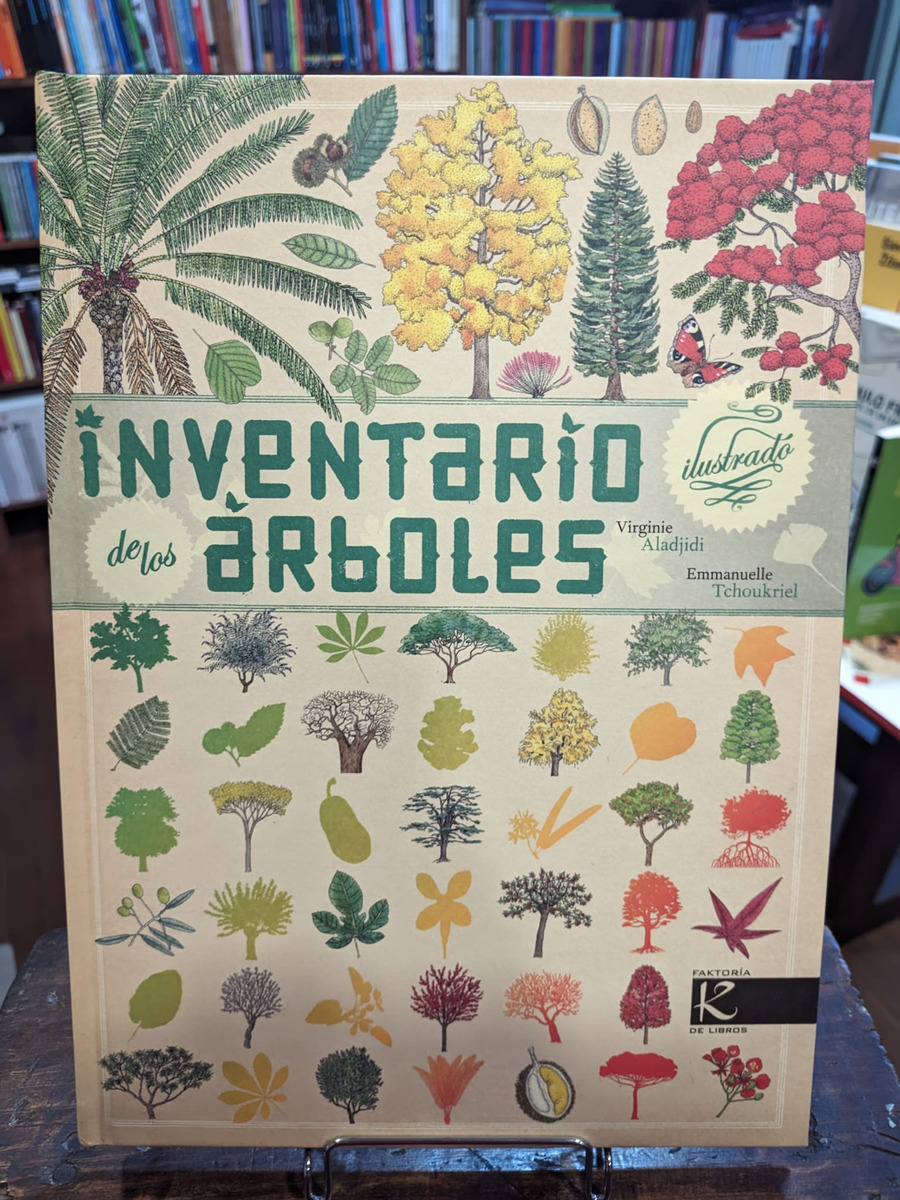 inventario
ilustrado
de los
árboles
Virginie
Aladjidi
Emmanuelle
Tchoukriel
FAKTORÍA
K
DE LIBROS